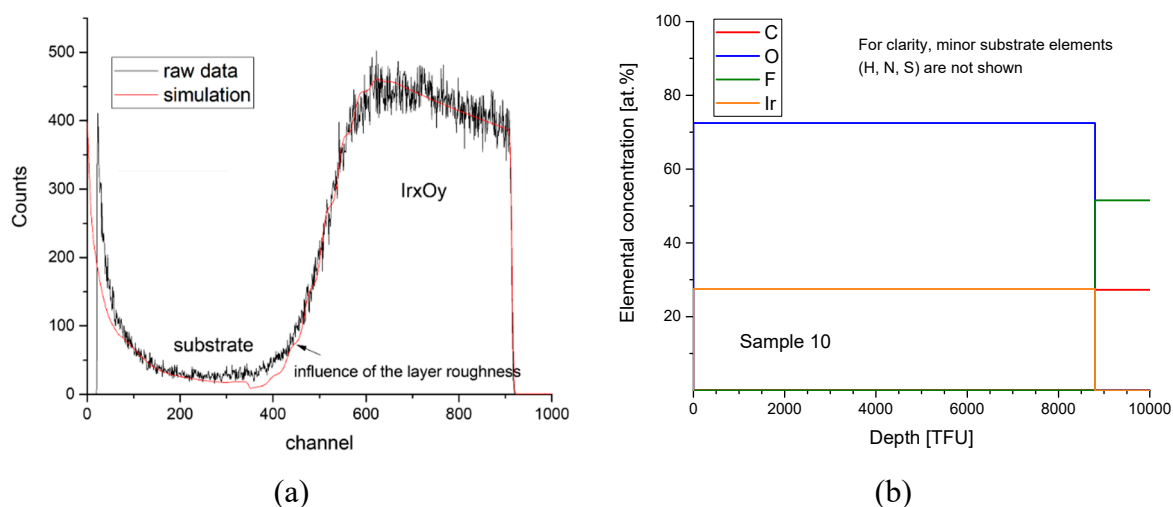 500
400
300
200
100
0
0
200
400
600
800
1000
Counts
channel
raw data
simulation
IrxOy
substrate
influence of the layer roughness
(a)
100
80
60
40
20
0
2000
4000
6000
8000
10000
Elemental concentration [at.%]
Depth [TFU]
C
O
F
Ir
For clarity, minor substrate elements
(H, N, S) are not shown
Sample 10
(b)